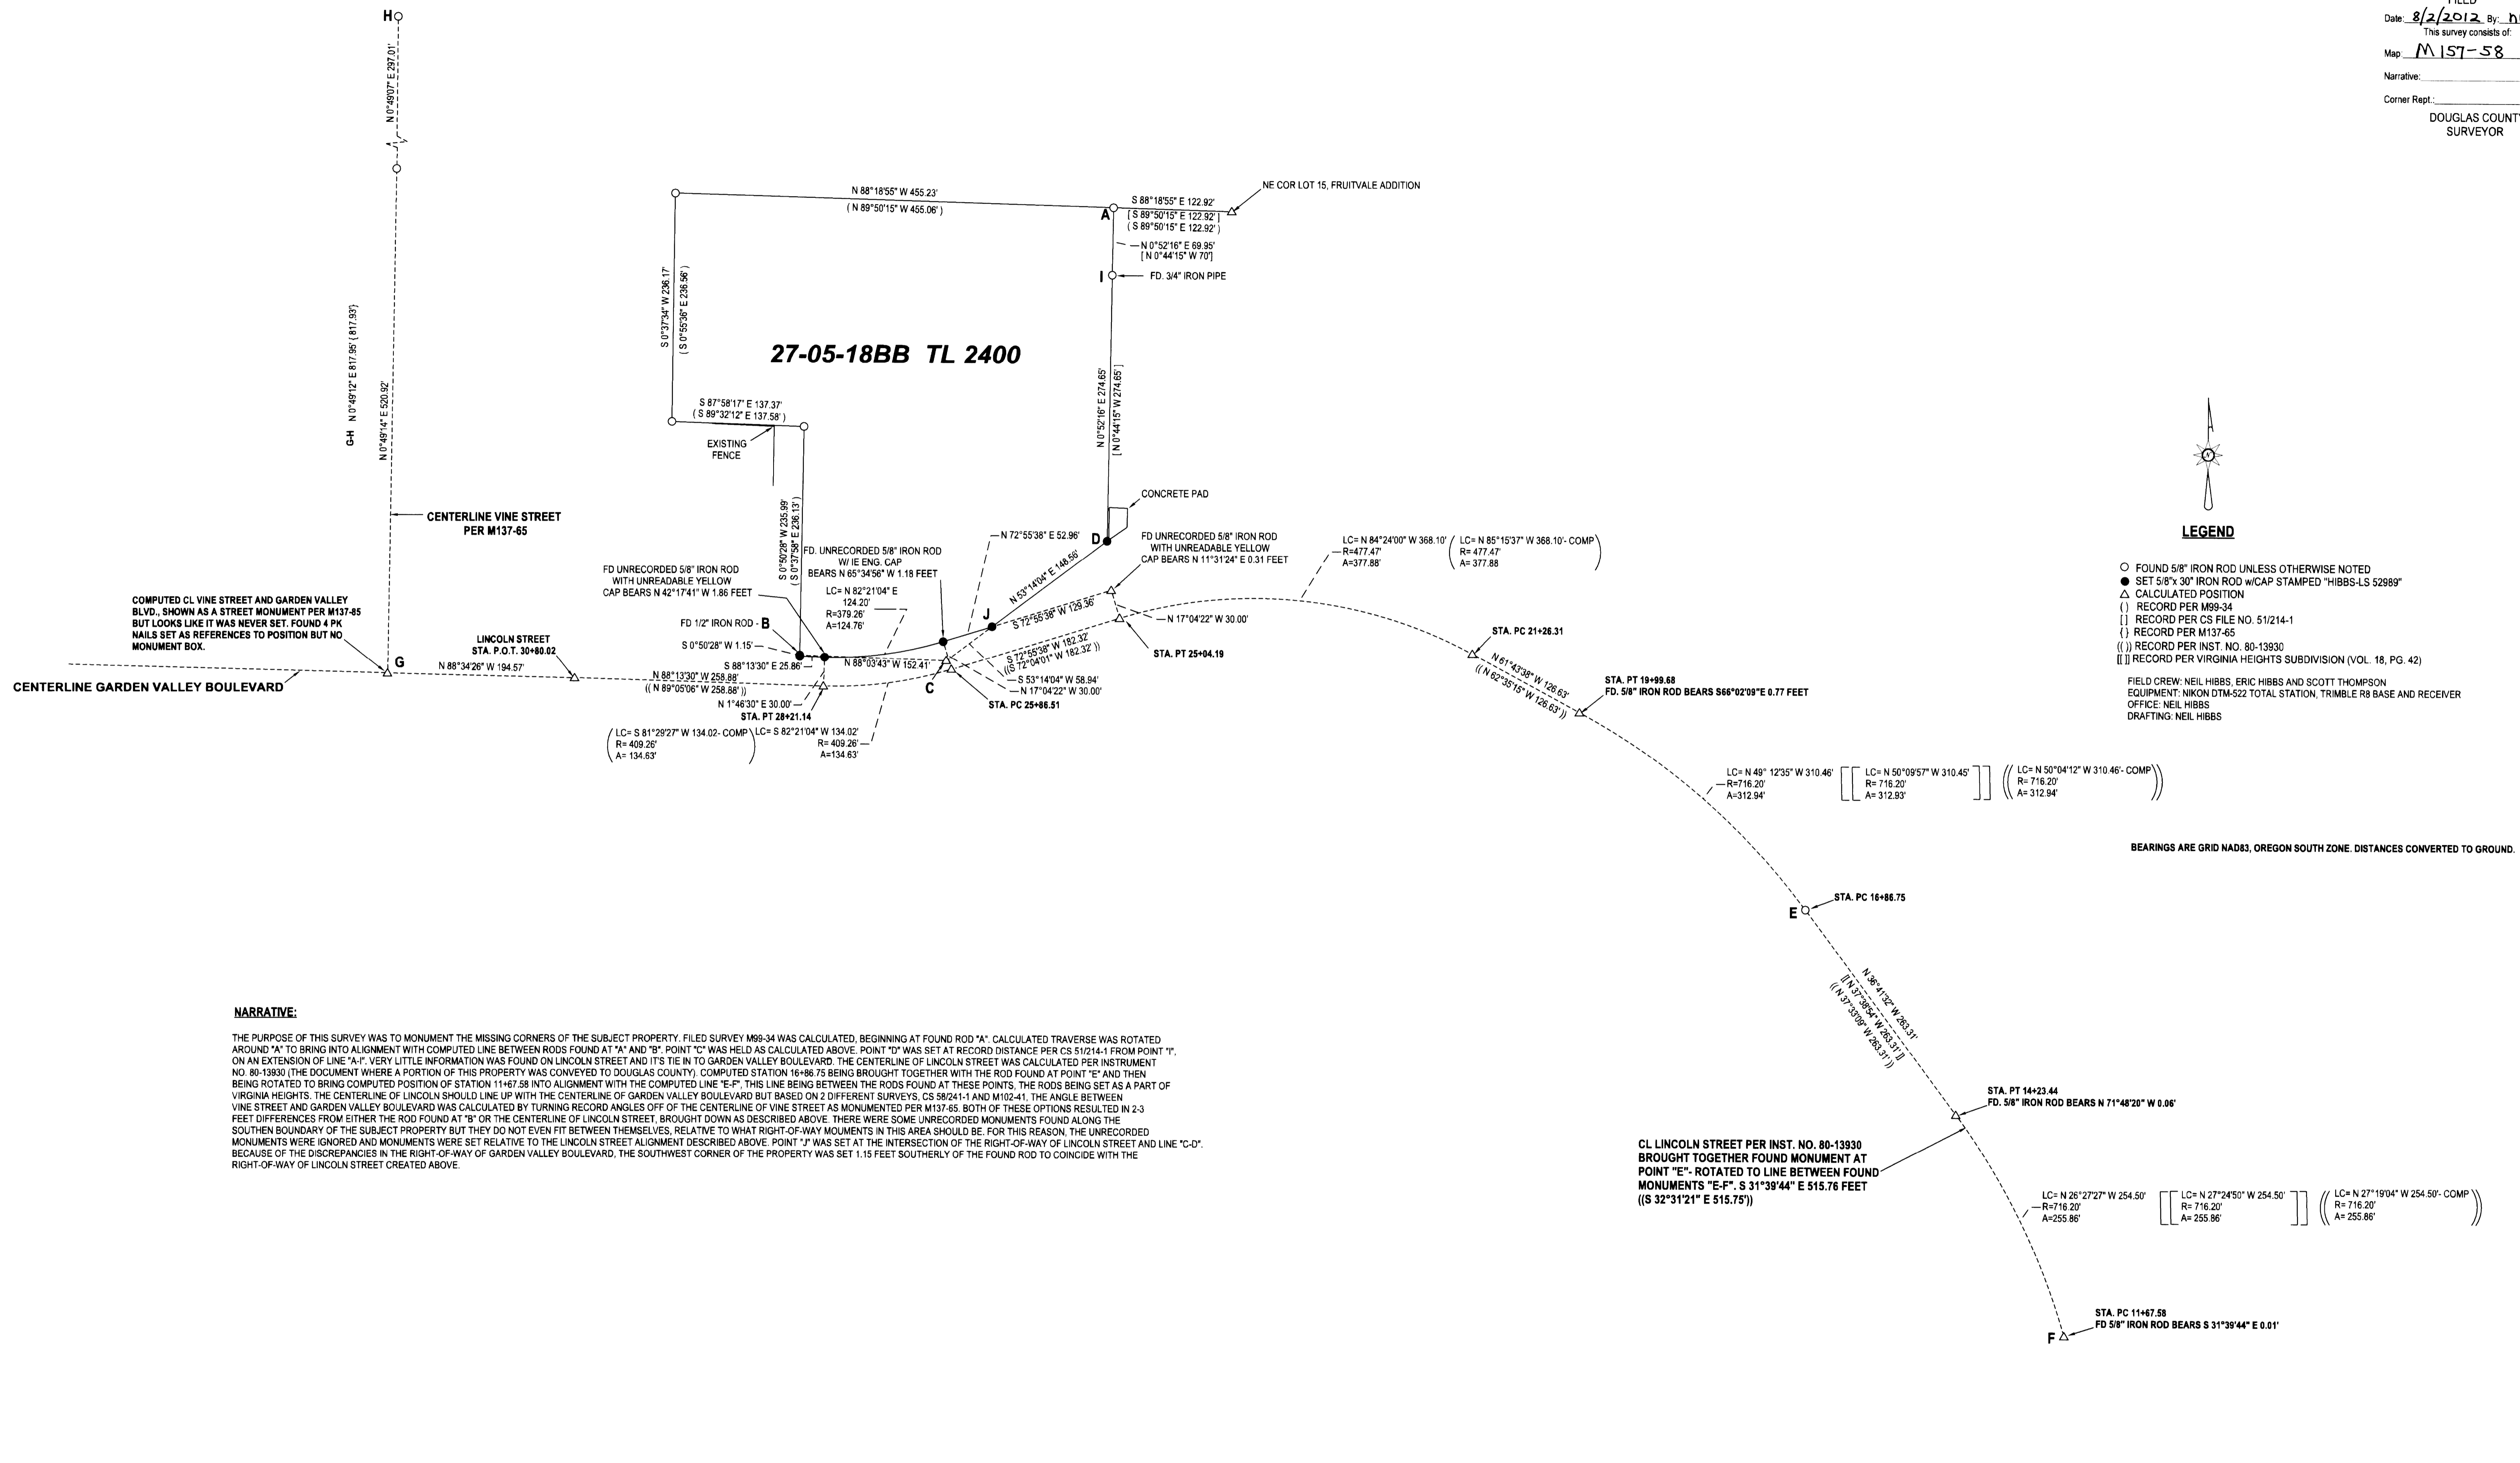 FILED
Date: 8/2/2012 By:
This survey consists of:
Map: M157-58
Narrative:
Corner Rept.:
DOUGLAS COUNTY
SURVEYOR
H
N 0°49'07" E 297.01'
G-H N 0°49'12" E 817.95' { 817.93'}
N 0°49'14" E 520.92'
CENTERLINE VINE STREET
PER M137-65
N 88°18'55" W 455.23'
( N 89°50'15" W 455.06' )
NE COR LOT 15, FRUITVALE ADDITION
S 88°18'55" E 122.92'
[ S 89°50'15" E 122.92' ]
( S 89°50'15" E 122.92' )
A
N 0°52'16" E 69.95'
[ N 0°44'15" W 70']
I
FD. 3/4" IRON PIPE
S 0°37'34" W 236.17'
( S 0°55'36" E 236.56' )
27-05-18BB TL 2400
N 0°52'16" E 274.65'
[ N 0°44'15" W 274.65' ]
S 87°58'17" E 137.37'
( S 89°32'12" E 137.58' )
EXISTING
FENCE
S 0°50'28" W 235.99'
( S 0°37'58" E 236.13' )
CONCRETE PAD
D
N 72°55'38" E 52.96'
FD UNRECORDED 5/8" IRON ROD
WITH UNREADABLE YELLOW
CAP BEARS N 11°31'24" E 0.31 FEET
FD. UNRECORDED 5/8" IRON ROD
W/ IE ENG. CAP
BEARS N 65°34'56" W 1.18 FEET
FD UNRECORDED 5/8" IRON ROD
WITH UNREADABLE YELLOW
CAP BEARS N 42°17'41" W 1.86 FEET
LC= N 82°21'04" E
124.20'
R=379.26'
A=124.76'
N 53°14'04" E 148.56'
J
S 72°55'38" W 129.36'
N 17°04'22" W 30.00'
LC= N 84°24'00" W 368.10'
R=477.47'
A=377.88'
( LC= N 85°15'37" W 368.10'- COMP
R= 477.47'
A= 377.88 )
FD 1/2" IRON ROD - B
S 0°50'28" W 1.15'
S 88°13'30" E 25.86'
N 88°03'43" W 152.41'
S 72°55'38" W 182.32'
((S 72°04'01" W 182.32' ))
STA. PT 25+04.19
S 53°14'04" W 58.94'
N 17°04'22" W 30.00'
C
STA. PC 25+86.51
COMPUTED CL VINE STREET AND GARDEN VALLEY
BLVD., SHOWN AS A STREET MONUMENT PER M137-85
BUT LOOKS LIKE IT WAS NEVER SET. FOUND 4 PK
NAILS SET AS REFERENCES TO POSITION BUT NO
MONUMENT BOX.
G
LINCOLN STREET
STA. P.O.T. 30+80.02
N 88°34'26" W 194.57'
CENTERLINE GARDEN VALLEY BOULEVARD
N 88°13'30" W 258.88'
(( N 89°05'06" W 258.88' ))
N 1°46'30" E 30.00'
STA. PT 28+21.14
( LC= S 81°29'27" W 134.02- COMP
R= 409.26'
A= 134.63' )
LC= S 82°21'04" W 134.02'
R= 409.26'
A=134.63'
STA. PC 21+26.31
N 61°43'38" W 126.63'
(( N 62°35'15" W 126.63' ))
STA. PT 19+99.68
FD. 5/8" IRON ROD BEARS S66°02'09"E 0.77 FEET
LC= N 49° 12'35" W 310.46'
R=716.20'
A=312.94'
[[ LC= N 50°09'57" W 310.45'
R= 716.20'
A= 312.93' ]]
(( LC= N 50°04'12" W 310.46'- COMP
R= 716.20'
A= 312.94' ))
N
LEGEND
FOUND 5/8" IRON ROD UNLESS OTHERWISE NOTED
SET 5/8"x 30" IRON ROD w/CAP STAMPED "HIBBS-LS 52989"
CALCULATED POSITION
( ) RECORD PER M99-34
[ ] RECORD PER CS FILE NO. 51/214-1
{ } RECORD PER M137-65
(( )) RECORD PER INST. NO. 80-13930
[[ ]] RECORD PER VIRGINIA HEIGHTS SUBDIVISION (VOL. 18, PG. 42)
FIELD CREW: NEIL HIBBS, ERIC HIBBS AND SCOTT THOMPSON
EQUIPMENT: NIKON DTM-522 TOTAL STATION, TRIMBLE R8 BASE AND RECEIVER
OFFICE: NEIL HIBBS
DRAFTING: NEIL HIBBS
BEARINGS ARE GRID NAD83, OREGON SOUTH ZONE. DISTANCES CONVERTED TO GROUND.
E
STA. PC 16+86.75
N 36°41'32" W 263.31'
[[ N 37°38'54" W 263.31' ]]
(( N 37°33'09" W 263.31' ))
STA. PT 14+23.44
FD. 5/8" IRON ROD BEARS N 71°48'20" W 0.06'
NARRATIVE:
THE PURPOSE OF THIS SURVEY WAS TO MONUMENT THE MISSING CORNERS OF THE SUBJECT PROPERTY. FILED SURVEY M99-34 WAS CALCULATED, BEGINNING AT FOUND ROD "A". CALCULATED TRAVERSE WAS ROTATED
AROUND "A" TO BRING INTO ALIGNMENT WITH COMPUTED LINE BETWEEN RODS FOUND AT "A" AND "B". POINT "C" WAS HELD AS CALCULATED ABOVE. POINT "D" WAS SET AT RECORD DISTANCE PER CS 51/214-1 FROM POINT "I",
ON AN EXTENSION OF LINE "A-I". VERY LITTLE INFORMATION WAS FOUND ON LINCOLN STREET AND IT'S TIE IN TO GARDEN VALLEY BOULEVARD. THE CENTERLINE OF LINCOLN STREET WAS CALCULATED PER INSTRUMENT
NO. 80-13930 (THE DOCUMENT WHERE A PORTION OF THIS PROPERTY WAS CONVEYED TO DOUGLAS COUNTY). COMPUTED STATION 16+86.75 BEING BROUGHT TOGETHER WITH THE ROD FOUND AT POINT "E" AND THEN
BEING ROTATED TO BRING COMPUTED POSITION OF STATION 11+67.58 INTO ALIGNMENT WITH THE COMPUTED LINE "E-F", THIS LINE BEING BETWEEN THE RODS FOUND AT THESE POINTS, THE RODS BEING SET AS A PART OF
VIRGINIA HEIGHTS. THE CENTERLINE OF LINCOLN SHOULD LINE UP WITH THE CENTERLINE OF GARDEN VALLEY BOULEVARD BUT BASED ON 2 DIFFERENT SURVEYS, CS 58/241-1 AND M102-41, THE ANGLE BETWEEN
VINE STREET AND GARDEN VALLEY BOULEVARD WAS CALCULATED BY TURNING RECORD ANGLES OFF OF THE CENTERLINE OF VINE STREET AS MONUMENTED PER M137-65. BOTH OF THESE OPTIONS RESULTED IN 2-3
FEET DIFFERENCES FROM EITHER THE ROD FOUND AT "B" OR THE CENTERLINE OF LINCOLN STREET, BROUGHT DOWN AS DESCRIBED ABOVE. THERE WERE SOME UNRECORDED MONUMENTS FOUND ALONG THE
SOUTHEN BOUNDARY OF THE SUBJECT PROPERTY BUT THEY DO NOT EVEN FIT BETWEEN THEMSELVES, RELATIVE TO WHAT RIGHT-OF-WAY MOUMENTS IN THIS AREA SHOULD BE. FOR THIS REASON, THE UNRECORDED
MONUMENTS WERE IGNORED AND MONUMENTS WERE SET RELATIVE TO THE LINCOLN STREET ALIGNMENT DESCRIBED ABOVE. POINT "J" WAS SET AT THE INTERSECTION OF THE RIGHT-OF-WAY OF LINCOLN STREET AND LINE "C-D".
BECAUSE OF THE DISCREPANCIES IN THE RIGHT-OF-WAY OF GARDEN VALLEY BOULEVARD, THE SOUTHWEST CORNER OF THE PROPERTY WAS SET 1.15 FEET SOUTHERLY OF THE FOUND ROD TO COINCIDE WITH THE
RIGHT-OF-WAY OF LINCOLN STREET CREATED ABOVE.
CL LINCOLN STREET PER INST. NO. 80-13930
BROUGHT TOGETHER FOUND MONUMENT AT
POINT "E"- ROTATED TO LINE BETWEEN FOUND
MONUMENTS "E-F". S 31°39'44" E 515.76 FEET
((S 32°31'21" E 515.75'))
LC= N 26°27'27" W 254.50'
R=716.20'
A=255.86'
[[ LC= N 27°24'50" W 254.50'
R= 716.20'
A= 255.86' ]]
(( LC= N 27°19'04" W 254.50'- COMP
R= 716.20'
A= 255.86' ))
STA. PC 11+67.58
FD 5/8" IRON ROD BEARS S 31°39'44" E 0.01'
F